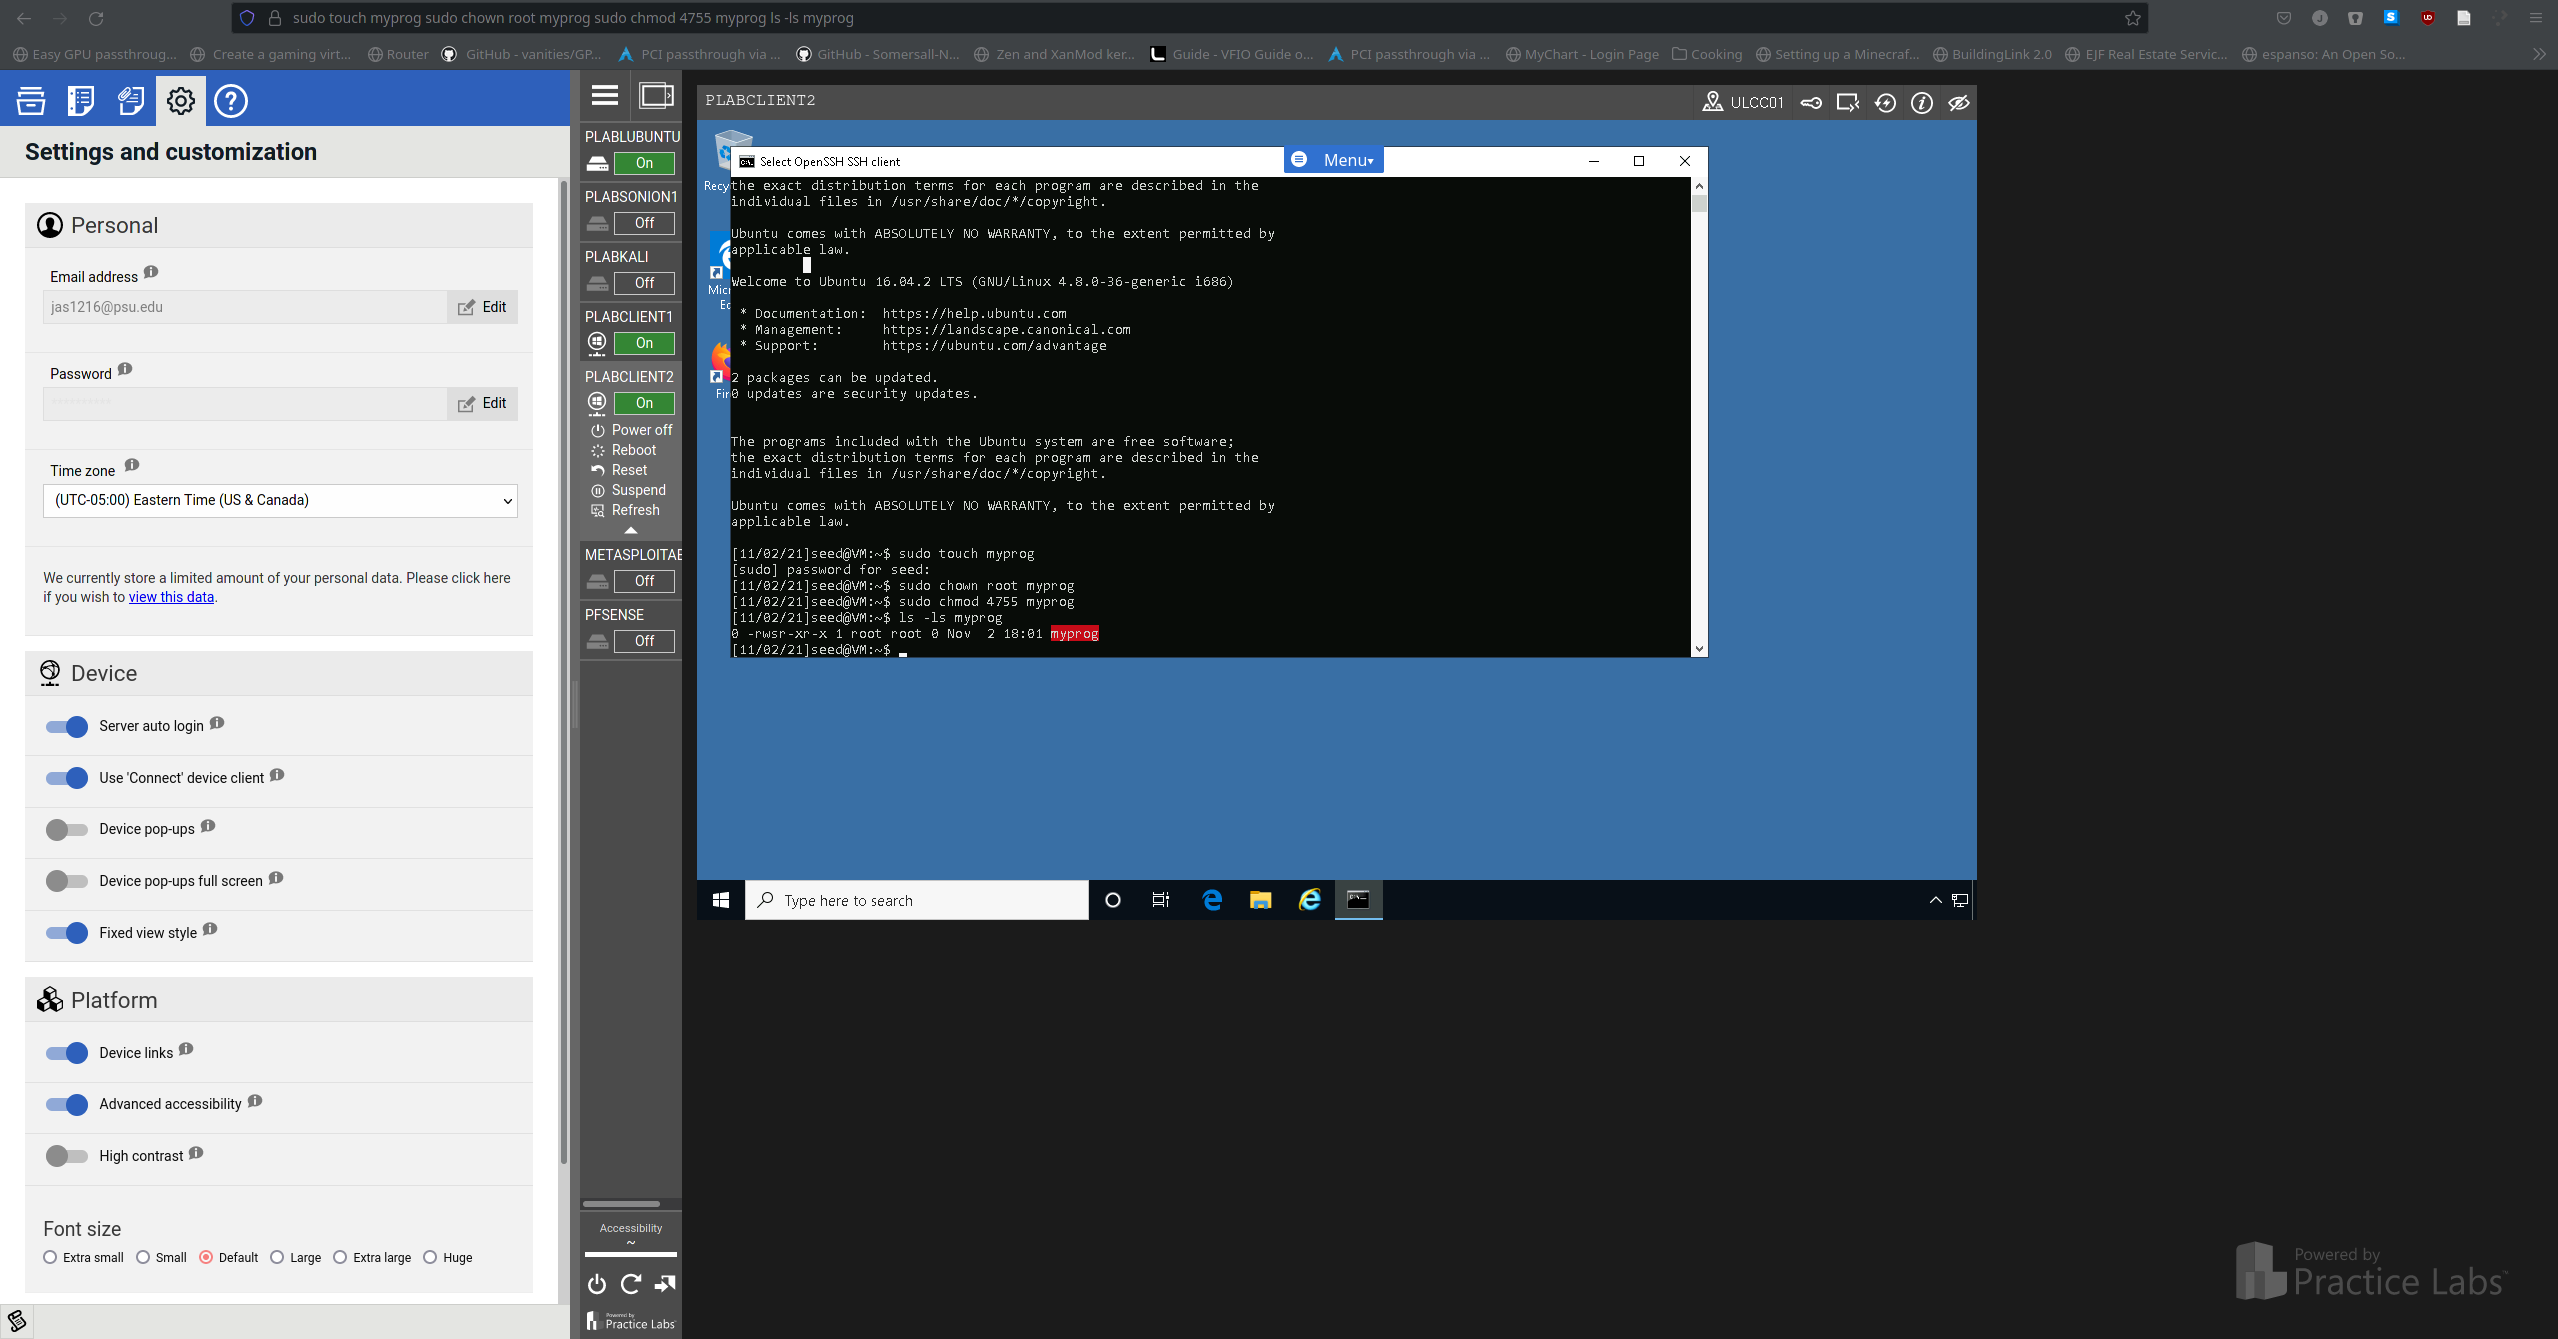 sudo touch myprog sudo chown root myprog sudo chmod 4755 myprog ls -ls myprog
Easy GPU passthroug...
Create a gaming virt...
Router
GitHub - vanities/GP...
PCI passthrough via ...
GitHub - Somersall-N...
Zen and XanMod ker...
Guide - VFIO Guide o...
PCI passthrough via ...
MyChart - Login Page
Cooking
Setting up a Minecraf...
BuildingLink 2.0
EJF Real Estate Servic...
espanso: An Open So...
Settings and customization
Personal
Email address
jas1216@psu.edu
Edit
Password
**********
Edit
Time zone
(UTC-05:00) Eastern Time (US & Canada)
We currently store a limited amount of your personal data. Please click here
if you wish to view this data.
Device
Server auto login
Use 'Connect' device client
Device pop-ups
Device pop-ups full screen
Fixed view style
Platform
Device links
Advanced accessibility
High contrast
Font size
Extra small
Small
Default
Large
Extra large
Huge
PLABLUBUNTU
On
PLABSONION1
Off
PLABKALI
Off
PLABCLIENT1
On
PLABCLIENT2
On
Power off
Reboot
Reset
Suspend
Refresh
METASPLOITAB
Off
PFSENSE
Off
Accessibility
~
Powered by
Practice Labs
PLABCLIENT2
ULCC01
Recy
Micr
Ed
Fir
Select OpenSSH SSH client
Menu
the exact distribution terms for each program are described in the
individual files in /usr/share/doc/*/copyright.
Ubuntu comes with ABSOLUTELY NO WARRANTY, to the extent permitted by
applicable law.
Welcome to Ubuntu 16.04.2 LTS (GNU/Linux 4.8.0-36-generic i686)
* Documentation:  https://help.ubuntu.com
* Management:     https://landscape.canonical.com
* Support:        https://ubuntu.com/advantage
2 packages can be updated.
0 updates are security updates.
The programs included with the Ubuntu system are free software;
the exact distribution terms for each program are described in the
individual files in /usr/share/doc/*/copyright.
Ubuntu comes with ABSOLUTELY NO WARRANTY, to the extent permitted by
applicable law.
[11/02/21]seed@VM:~$ sudo touch myprog
[sudo] password for seed:
[11/02/21]seed@VM:~$ sudo chown root myprog
[11/02/21]seed@VM:~$ sudo chmod 4755 myprog
[11/02/21]seed@VM:~$ ls -ls myprog
0 -rwsr-xr-x 1 root root 0 Nov  2 18:01 myprog
[11/02/21]seed@VM:~$
Type here to search
Powered by
Practice Labs